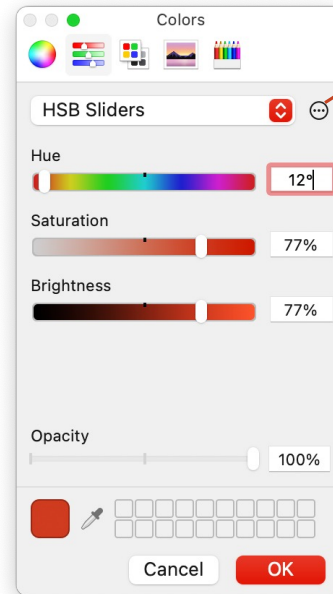 Colors
HSB Sliders
Hue
12°
Saturation
77%
Brightness
77%
Opacity
100%
Cancel
OK